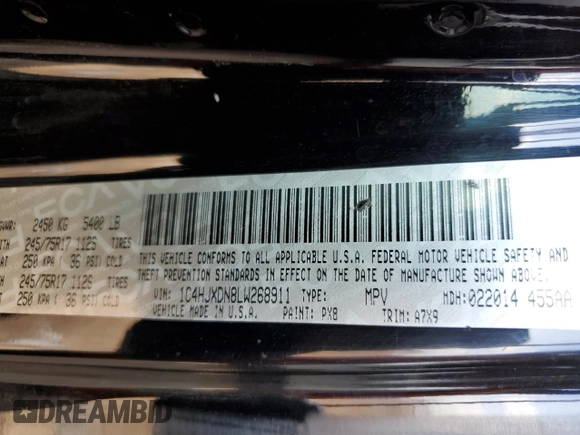 GVWR: 2450 KG 5400 LB
WITH 245/75R17 112S TIRES
AT 250 KPA ( 36 PSI) COLD
245/75R17 112S TIRES
250 KPA ( 36 PSI) COLD
THIS VEHICLE CONFORMS TO ALL APPLICABLE U.S.A. FEDERAL MOTOR VEHICLE SAFETY AND
THEFT PREVENTION STANDARDS IN EFFECT ON THE DATE OF MANUFACTURE SHOWN ABOVE.
VIN: 1C4HJXDN8LW268911 TYPE: MPV MDH:022014 455AA
VEHICLE MADE IN U.S.A. PAINT: PX8 TRIM: A7X9
DREAMBID